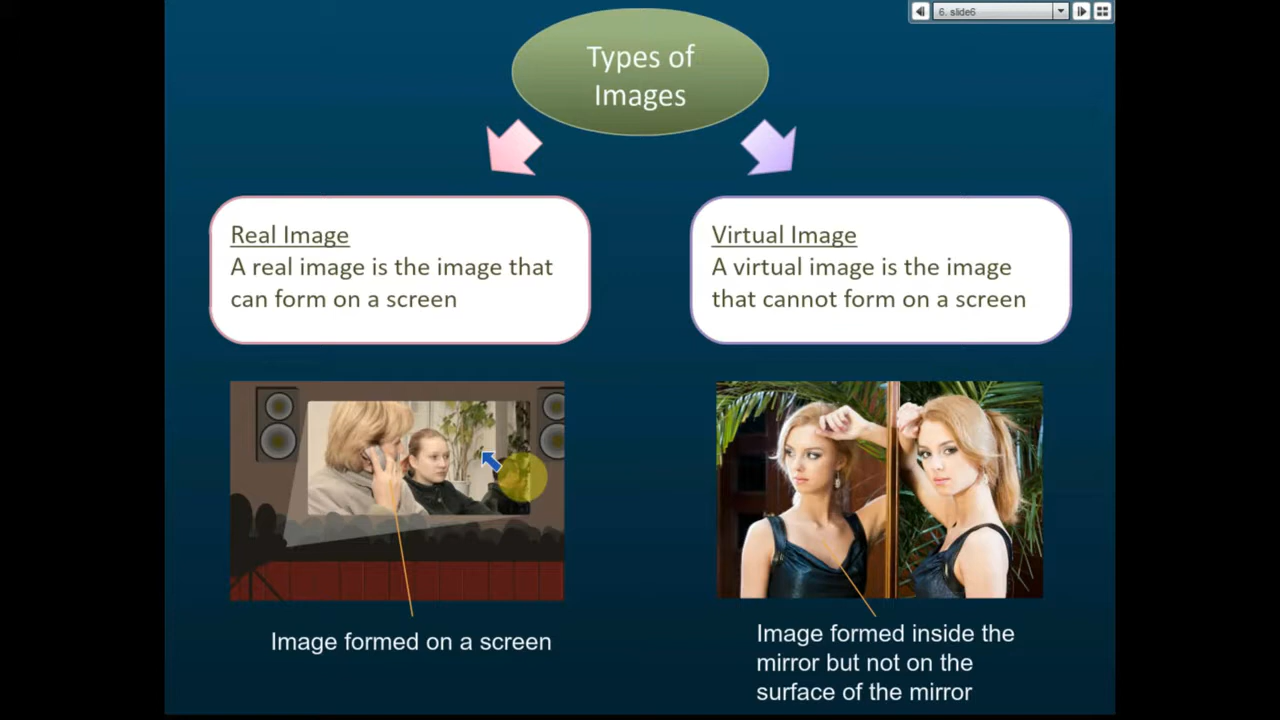 6. slide6
Types of
Images
Real Image
A real image is the image that
can form on a screen
Virtual Image
A virtual image is the image
that cannot form on a screen
Image formed on a screen
Image formed inside the
mirror but not on the
surface of the mirror